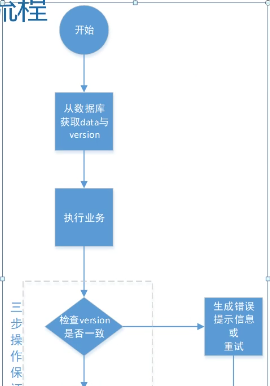 流程
开始
从数据库
获取data与
version
执行业务
检查version
是否一致
生成错误
提示信息
或
重试
三
步
操
作
保